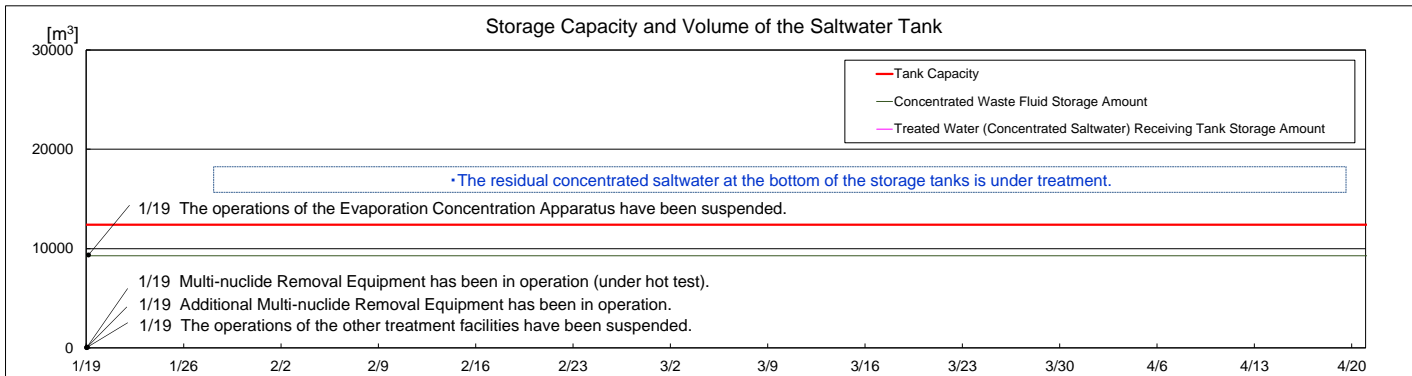 Storage Capacity and Volume of the Saltwater Tank
[m³]
30000
Tank Capacity
Concentrated Waste Fluid Storage Amount
Treated Water (Concentrated Saltwater) Receiving Tank Storage Amount
20000
・The residual concentrated saltwater at the bottom of the storage tanks is under treatment.
1/19 The operations of the Evaporation Concentration Apparatus have been suspended.
10000
1/19 Multi-nuclide Removal Equipment has been in operation (under hot test).
1/19 Additional Multi-nuclide Removal Equipment has been in operation.
1/19 The operations of the other treatment facilities have been suspended.
0
1/19 1/26 2/2 2/9 2/16 2/23 3/2 3/9 3/16 3/23 3/30 4/6 4/13 4/20